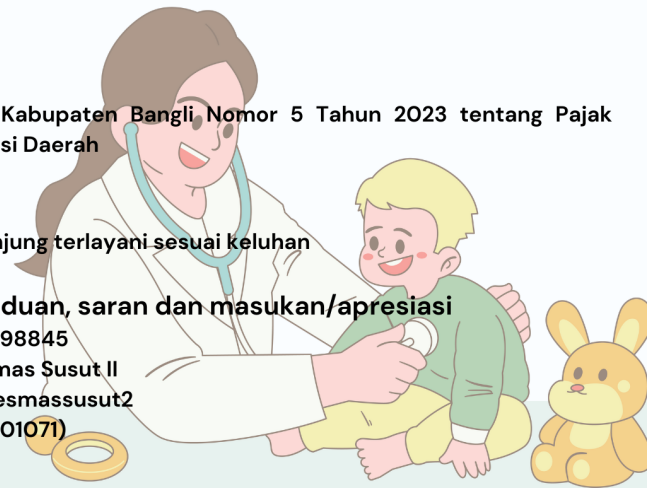 Kabupaten Bangli Nomor 5 Tahun 2023 tentang Pajak
si Daerah
njung terlayani sesuai keluhan
duan, saran dan masukan/apresiasi
98845
mas Susut II
esmassusut2
01071)